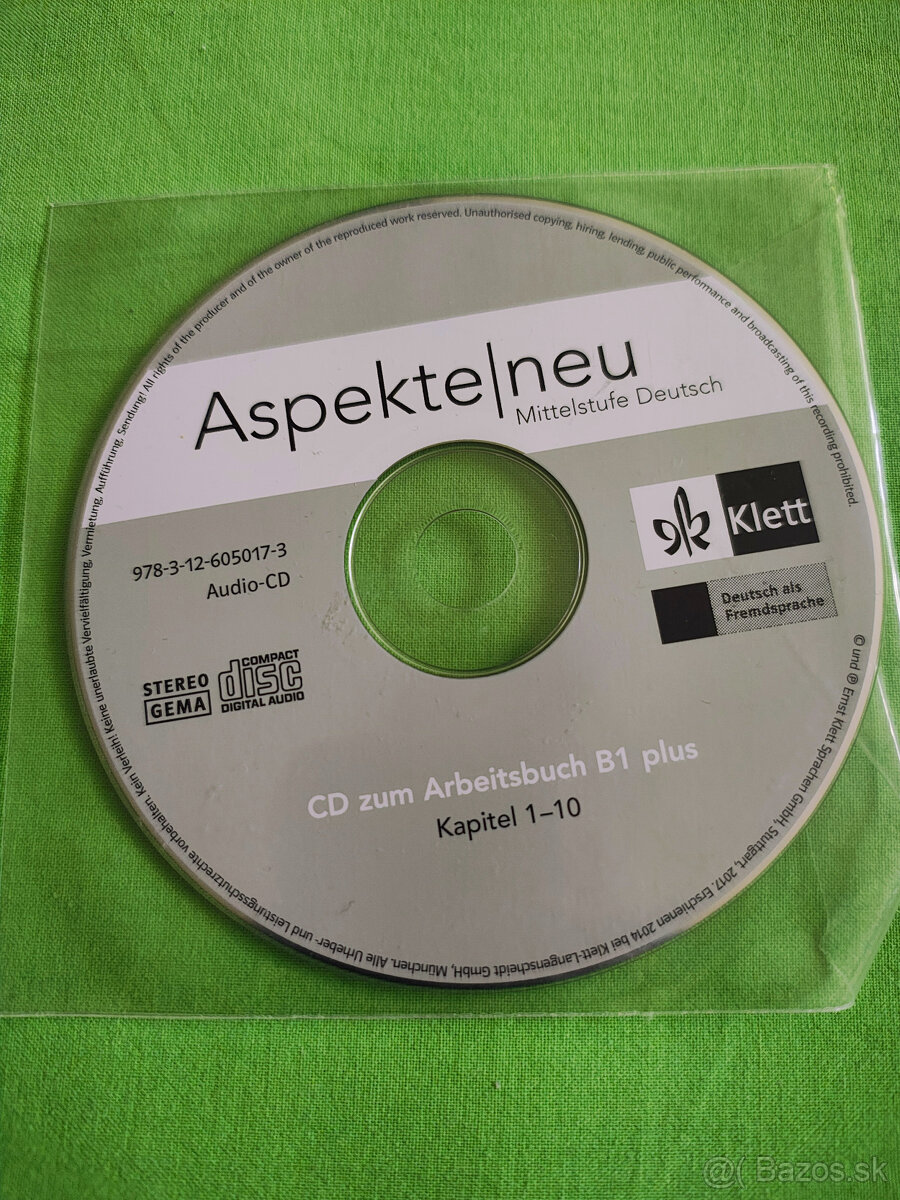 Aspekte|neu
Mittelstufe Deutsch
978-3-12-605017-3
Audio-CD
Klett
Deutsch als
Fremdsprache
STEREO
GEMA
COMPACT
disc
DIGITAL AUDIO
CD zum Arbeitsbuch B1 plus
Kapitel 1–10
© und ℗ Ernst Klett Sprachen GmbH, Stuttgart, 2017. Erschienen 2014 bei Klett-Langenscheidt GmbH, München. Alle Urheber- und Leistungsschutzrechte vorbehalten. Kein Verleih! Keine unerlaubte Vervielfältigung, Vermietung, Aufführung, Sendung! All rights of the producer and of the owner of the reproduced work reserved. Unauthorised copying, hiring, lending, public performance and broadcasting of this recording prohibited.
@( Bazos.sk